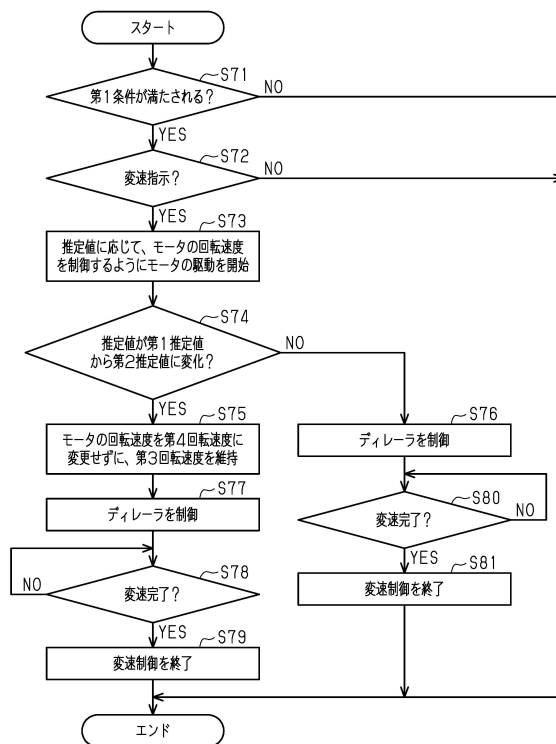 スタート
S71
第1条件が満たされる?
NO
YES
S72
変速指示?
NO
YES
S73
推定値に応じて、モータの回転速度
を制御するようにモータの駆動を開始
S74
推定値が第1推定値
から第2推定値に変化?
NO
YES
S75
モータの回転速度を第4回転速度に
変更せずに、第3回転速度を維持
S76
ディレーラを制御
S77
ディレーラを制御
S80
変速完了?
NO
YES
S78
変速完了?
NO
YES
S81
変速制御を終了
S79
変速制御を終了
エンド